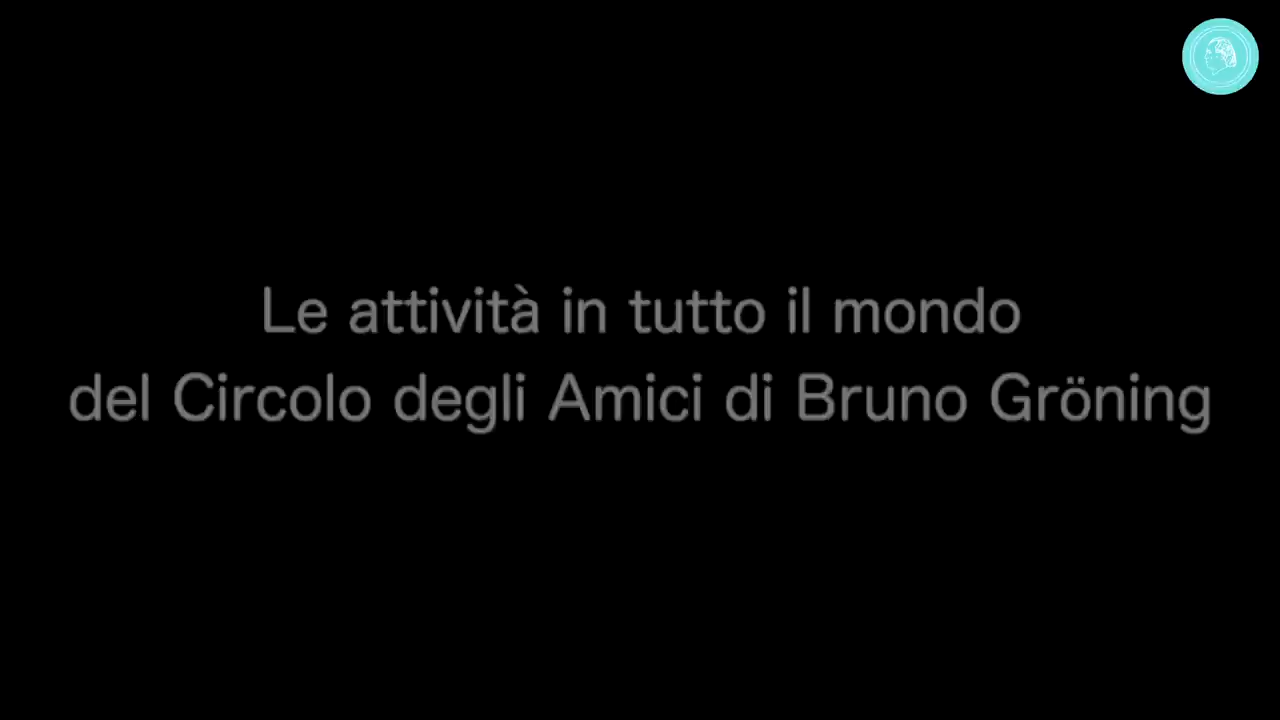 Le attività in tutto il mondo
del Circolo degli Amici di Bruno Gröning